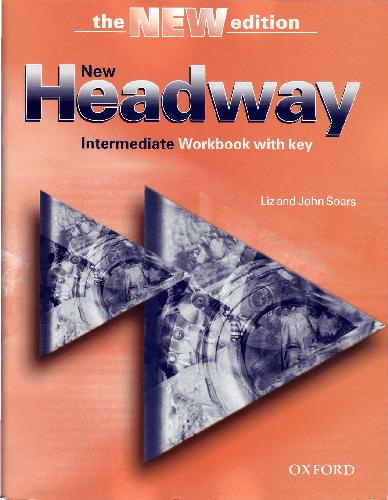 the NEW edition
New
Headway
Intermediate Workbook with key
Liz and John Soars
OXFORD